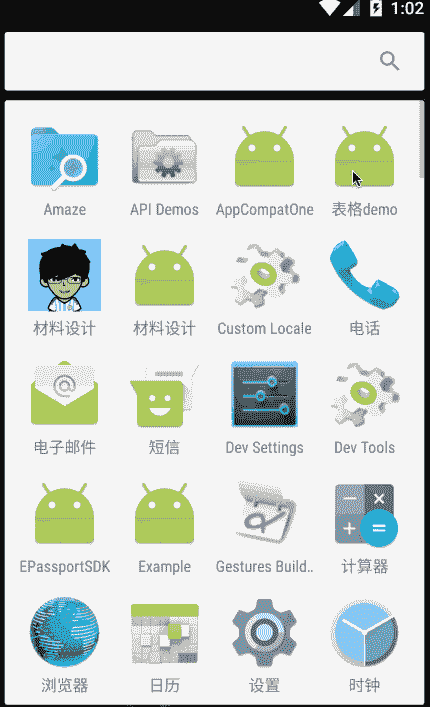 1:02
Amaze
API Demos
AppCompatOne
表格demo
材料设计
材料设计
Custom Locale
电话
电子邮件
短信
Dev Settings
Dev Tools
EPassportSDK
Example
Gestures Build..
计算器
浏览器
日历
设置
时钟